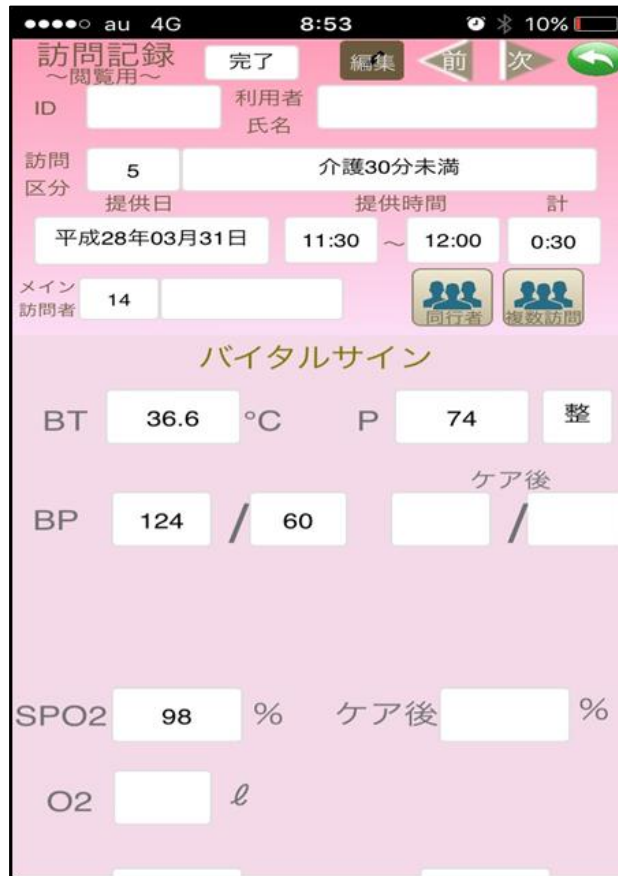 au 4G 8:53 10%
訪問記録 完了 編集 前 次
～閲覧用～
ID 利用者氏名
訪問区分 5 介護30分未満
提供日 提供時間 計
平成28年03月31日 11:30 ～ 12:00 0:30
メイン訪問者 14 同行者 複数訪問
バイタルサイン
BT 36.6 °C P 74 整
ケア後
BP 124 / 60 /
SPO2 98 % ケア後 %
O2 ℓ